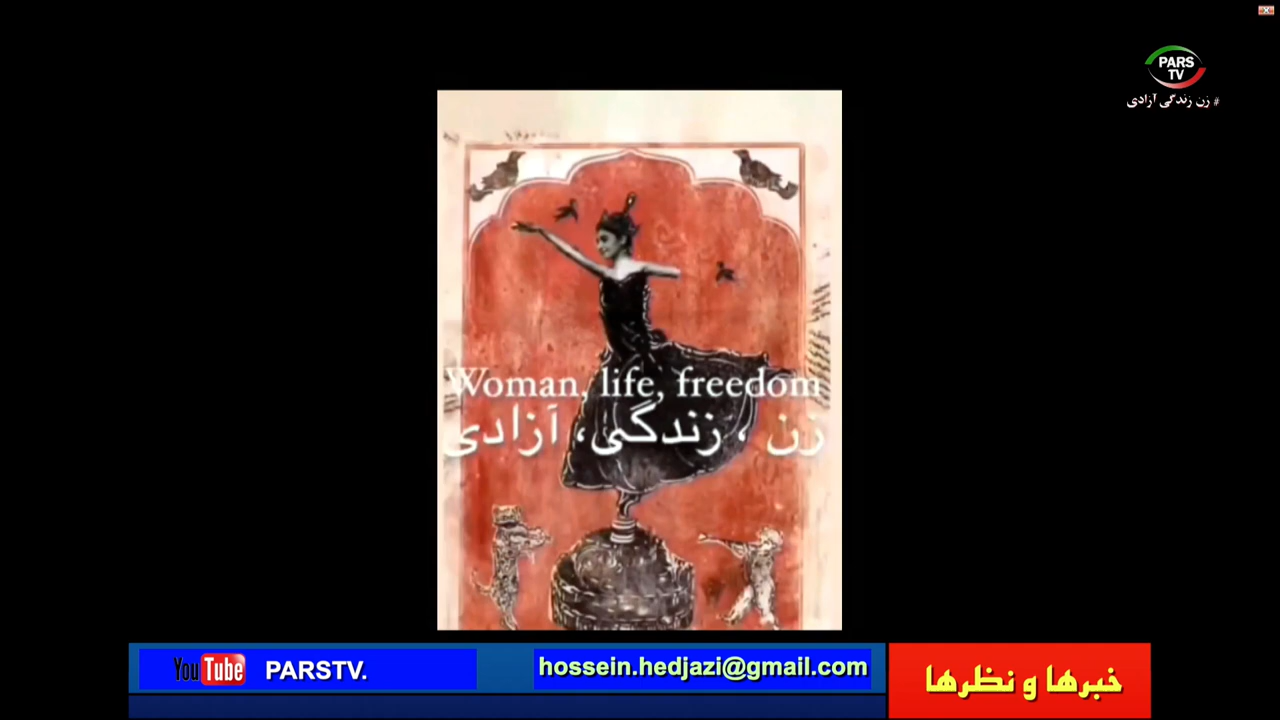 PARS
TV
# زن زندگی آزادی
Woman, life, freedom
زن ، زندگی، آزادی
YouTube PARSTV.
hossein.hedjazi@gmail.com
خبرها و نظرها